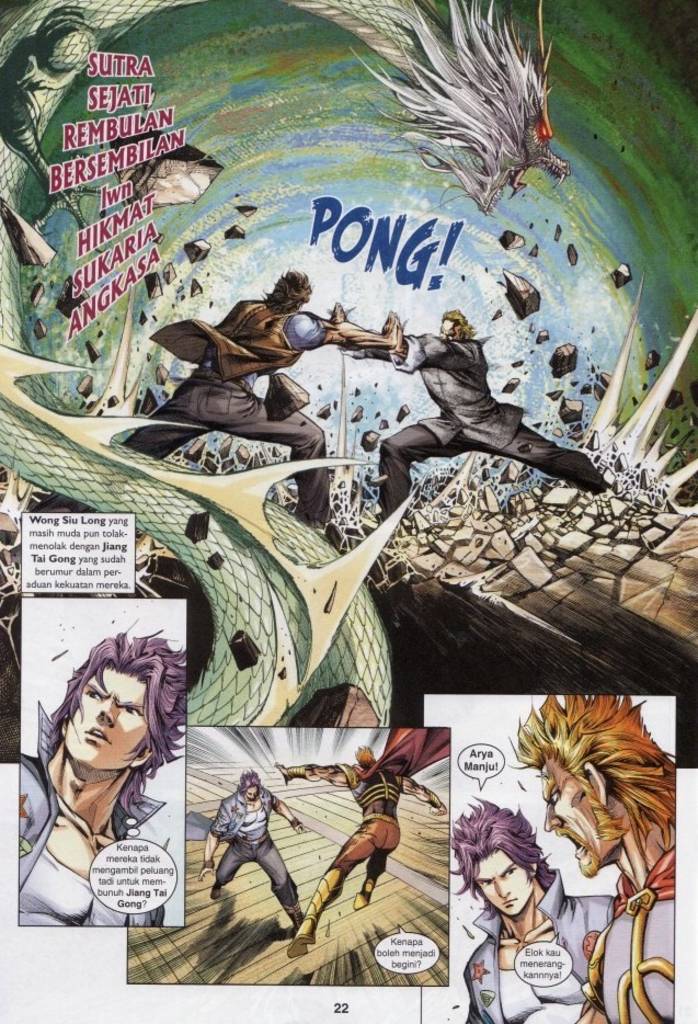 SUTRA
SEJATI
REMBULAN
BERSEMBILAN
lwn
HIKMAT
SUKARIA
ANGKASA
PONG!
Wong Siu Long yang
masih muda pun tolak-
menolak dengan Jiang
Tai Gong yang sudah
berumur dalam per-
aduan kekuatan mereka.
Kenapa
mereka tidak
mengambil peluang
tadi untuk mem-
bunuh Jiang Tai
Gong?
Kenapa
boleh menjadi
begini?
Arya
Manju!
Elok kau
menerang-
kannnya!
22